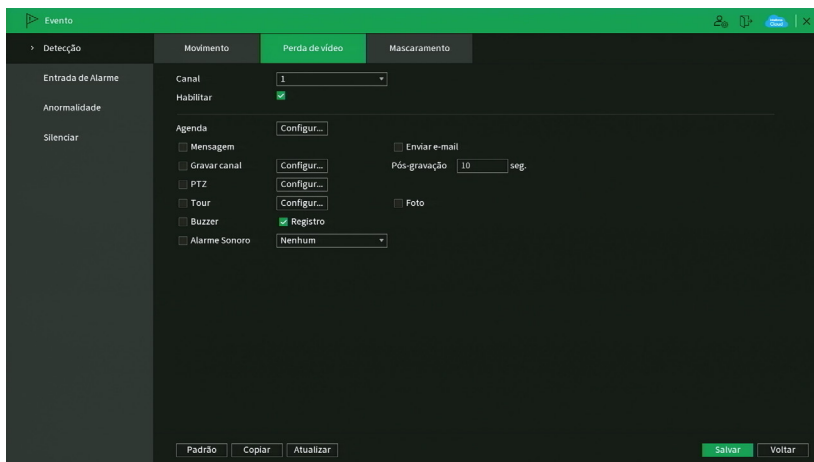 Evento
Detecção
Movimento Perda de vídeo Mascaramento
Entrada de Alarme
Canal 1
Habilitar
Anormalidade
Agenda Configur...
Silenciar
Mensagem Enviar e-mail
Gravar canal Configur... Pós-gravação 10 seg.
PTZ Configur...
Tour Configur... Foto
Buzzer Registro
Alarme Sonoro Nenhum
Padrão Copiar Atualizar Salvar Voltar